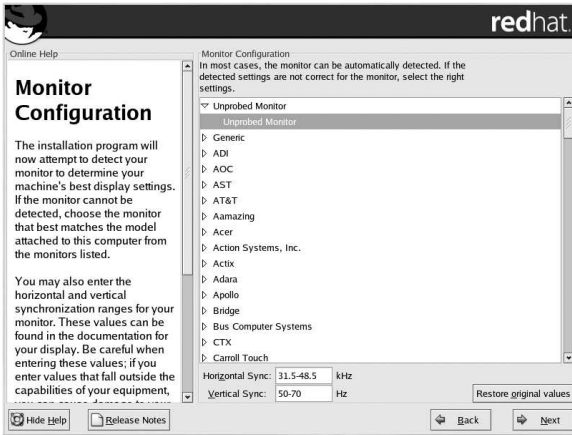 redhat.
Online Help
Monitor
Configuration
The installation program will
now attempt to detect your
monitor to determine your
machine's best display settings.
If the monitor cannot be
detected, choose the monitor
that best matches the model
attached to this computer from
the monitors listed.
You may also enter the
horizontal and vertical
synchronization ranges for your
monitor. These values can be
found in the documentation for
your display. Be careful when
entering these values; if you
enter values that fall outside the
capabilities of your equipment,
Monitor Configuration
In most cases, the monitor can be automatically detected. If the
detected settings are not correct for the monitor, select the right
settings.
Unprobed Monitor
Unprobed Monitor
Generic
ADI
AOC
AST
AT&T
Aamazing
Acer
Action Systems, Inc.
Actix
Adara
Apollo
Bridge
Bus Computer Systems
CTX
Carroll Touch
Horizontal Sync: 31.5-48.5 kHz
Vertical Sync: 50-70 Hz
Restore original values
Hide Help
Release Notes
Back
Next